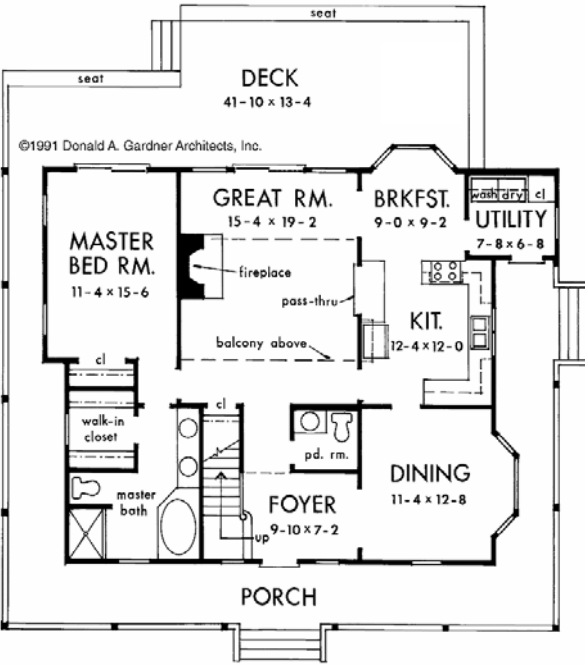 seat
seat
DECK
41-10 x 13-4
©1991 Donald A. Gardner Architects, Inc.
GREAT RM.
15-4 x 19-2
BRKFST.
9-0 x 9-2
wash dry cl
UTILITY
7-8 x 6-8
MASTER
BED RM.
11-4 x 15-6
fireplace
pass-thru
KIT.
12-4 x 12-0
balcony above
cl
cl
walk-in
closet
pd. rm.
DINING
11-4 x 12-8
master
bath
FOYER
9-10 x 7-2
up
PORCH